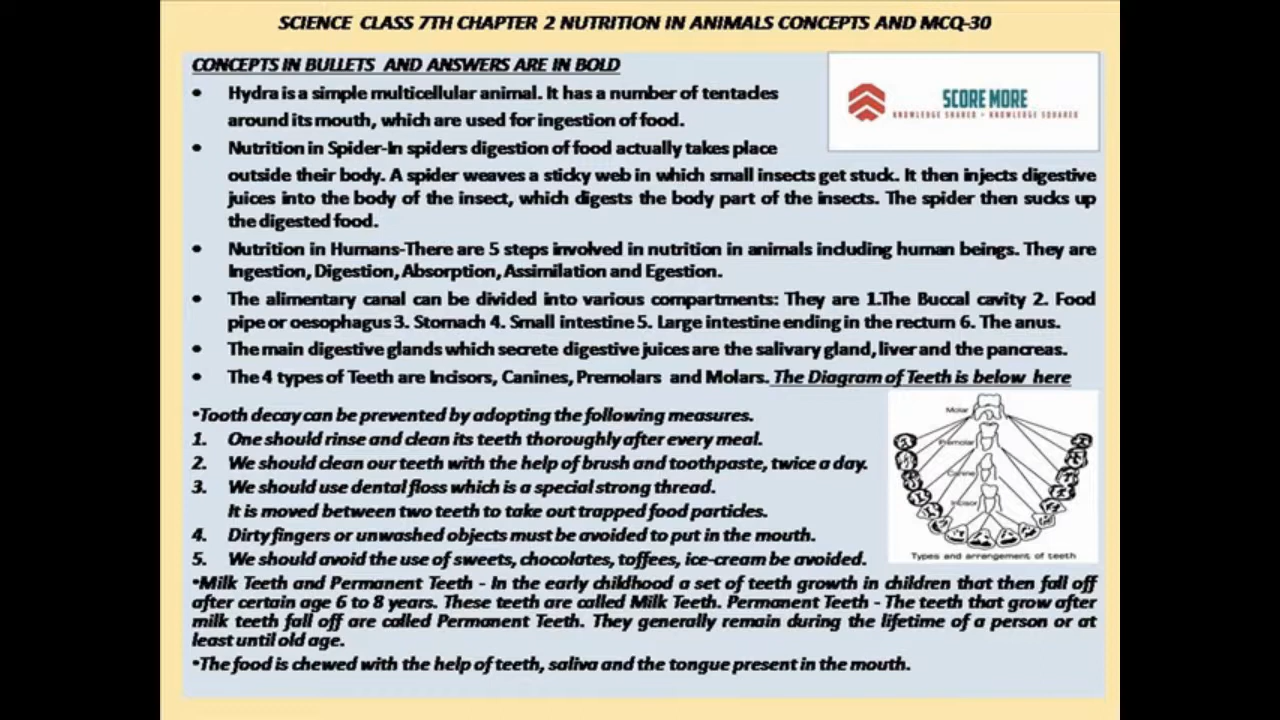 SCIENCE CLASS 7TH CHAPTER 2 NUTRITION IN ANIMALS CONCEPTS AND MCQ-30
CONCEPTS IN BULLETS AND ANSWERS ARE IN BOLD
SCORE MORE
KNOWLEDGE SHARED = KNOWLEDGE SQUARED
• Hydra is a simple multicellular animal. It has a number of tentacles
around its mouth, which are used for ingestion of food.
• Nutrition in Spider-In spiders digestion of food actually takes place
outside their body. A spider weaves a sticky web in which small insects get stuck. It then injects digestive
juices into the body of the insect, which digests the body part of the insects. The spider then sucks up
the digested food.
• Nutrition in Humans-There are 5 steps involved in nutrition in animals including human beings. They are
Ingestion, Digestion, Absorption, Assimilation and Egestion.
• The alimentary canal can be divided into various compartments: They are 1.The Buccal cavity 2. Food
pipe or oesophagus 3. Stomach 4. Small intestine 5. Large intestine ending in the rectum 6. The anus.
• The main digestive glands which secrete digestive juices are the salivary gland, liver and the pancreas.
• The 4 types of Teeth are Incisors, Canines, Premolars and Molars. The Diagram of Teeth is below here
•Tooth decay can be prevented by adopting the following measures.
1. One should rinse and clean its teeth thoroughly after every meal.
2. We should clean our teeth with the help of brush and toothpaste, twice a day.
3. We should use dental floss which is a special strong thread.
It is moved between two teeth to take out trapped food particles.
4. Dirty fingers or unwashed objects must be avoided to put in the mouth.
5. We should avoid the use of sweets, chocolates, toffees, ice-cream be avoided.
Molar
Premolar
Canine
Incisor
Types and arrangement of teeth
•Milk Teeth and Permanent Teeth - In the early childhood a set of teeth growth in children that then fall off
after certain age 6 to 8 years. These teeth are called Milk Teeth. Permanent Teeth - The teeth that grow after
milk teeth fall off are called Permanent Teeth. They generally remain during the lifetime of a person or at
least until old age.
•The food is chewed with the help of teeth, saliva and the tongue present in the mouth.